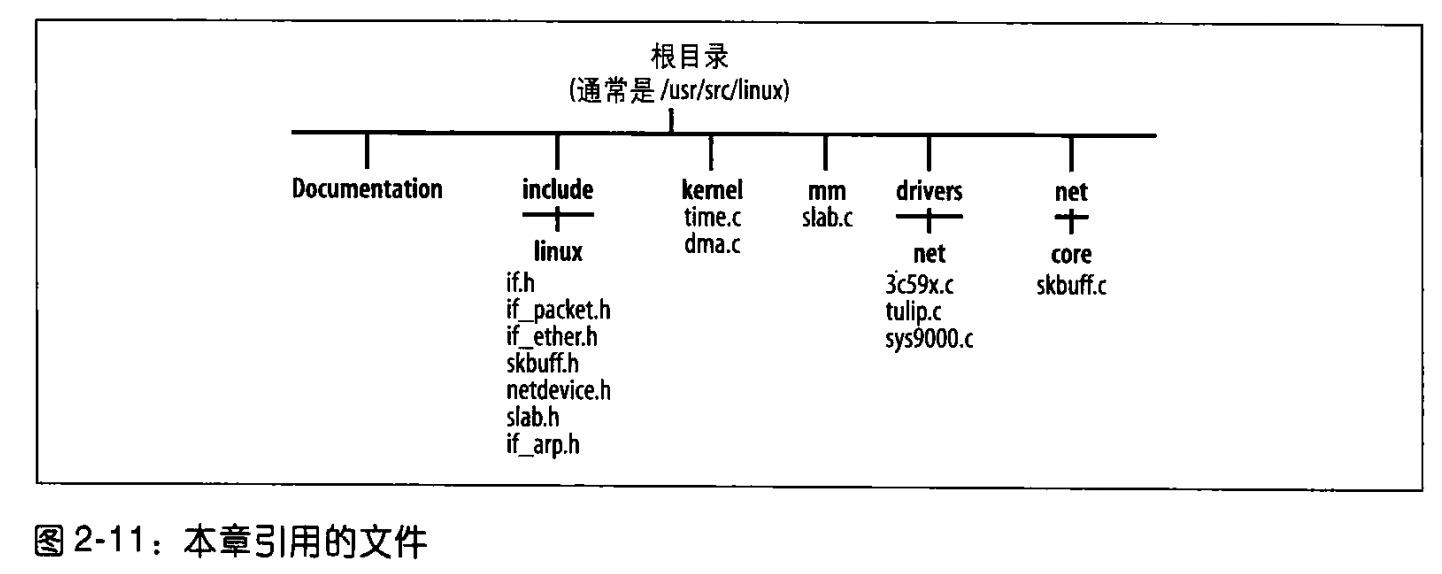 根目录
(通常是 /usr/src/linux)
Documentation
include
linux
if.h
if_packet.h
if_ether.h
skbuff.h
netdevice.h
slab.h
if_arp.h
kernel
time.c
dma.c
mm
slab.c
drivers
net
3c59x.c
tulip.c
sys9000.c
net
core
skbuff.c
图 2-11：本章引用的文件